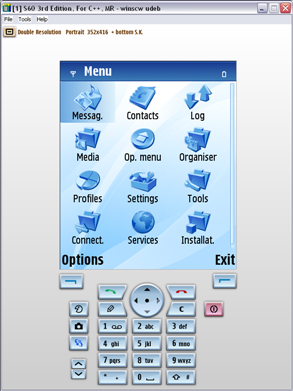 [1] S60 3rd Edition, For C++, MR - winscw udeb
File Tools
Double Resolution Portrait 352x416 + bottom S.K.
Menu
Messag. Contacts Log
Media Op. menu Organiser
Profiles Settings Tools
Connect. Services Installat.
Options Exit
C
1 2 abc 3 def
4 ghi 5 jkl 6 mno
7 pqrs 8 tuv 9 wxyz
* . 0 #